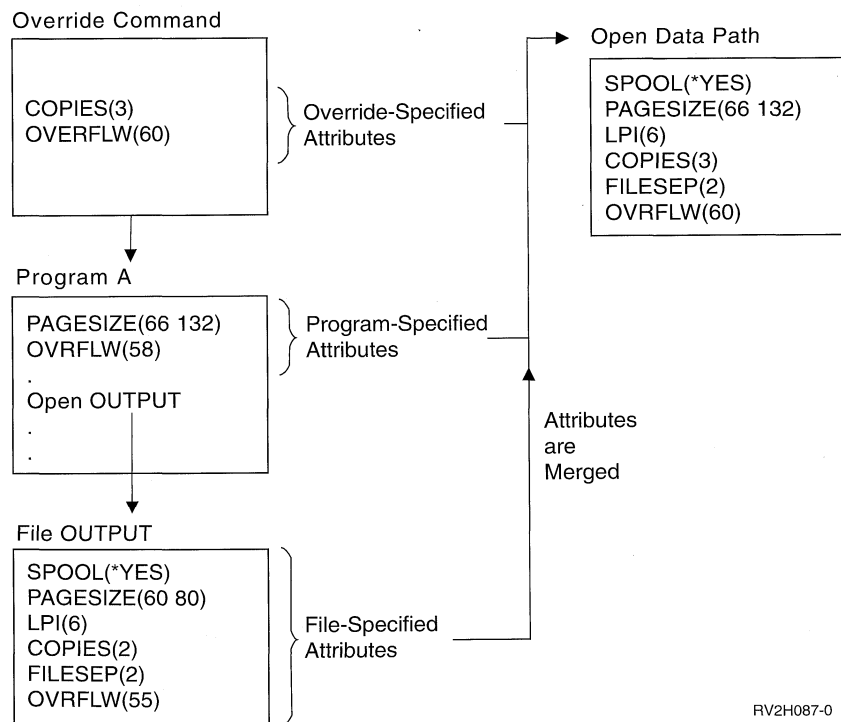 Override Command
COPIES(3)
OVERFLW(60)
Override-Specified
Attributes
Open Data Path
SPOOL(*YES)
PAGESIZE(66 132)
LPI(6)
COPIES(3)
FILESEP(2)
OVRFLW(60)
Program A
PAGESIZE(66 132)
OVRFLW(58)
.
Open OUTPUT
.
.
Program-Specified
Attributes
Attributes
are
Merged
File OUTPUT
SPOOL(*YES)
PAGESIZE(60 80)
LPI(6)
COPIES(2)
FILESEP(2)
OVRFLW(55)
File-Specified
Attributes
RV2H087-0